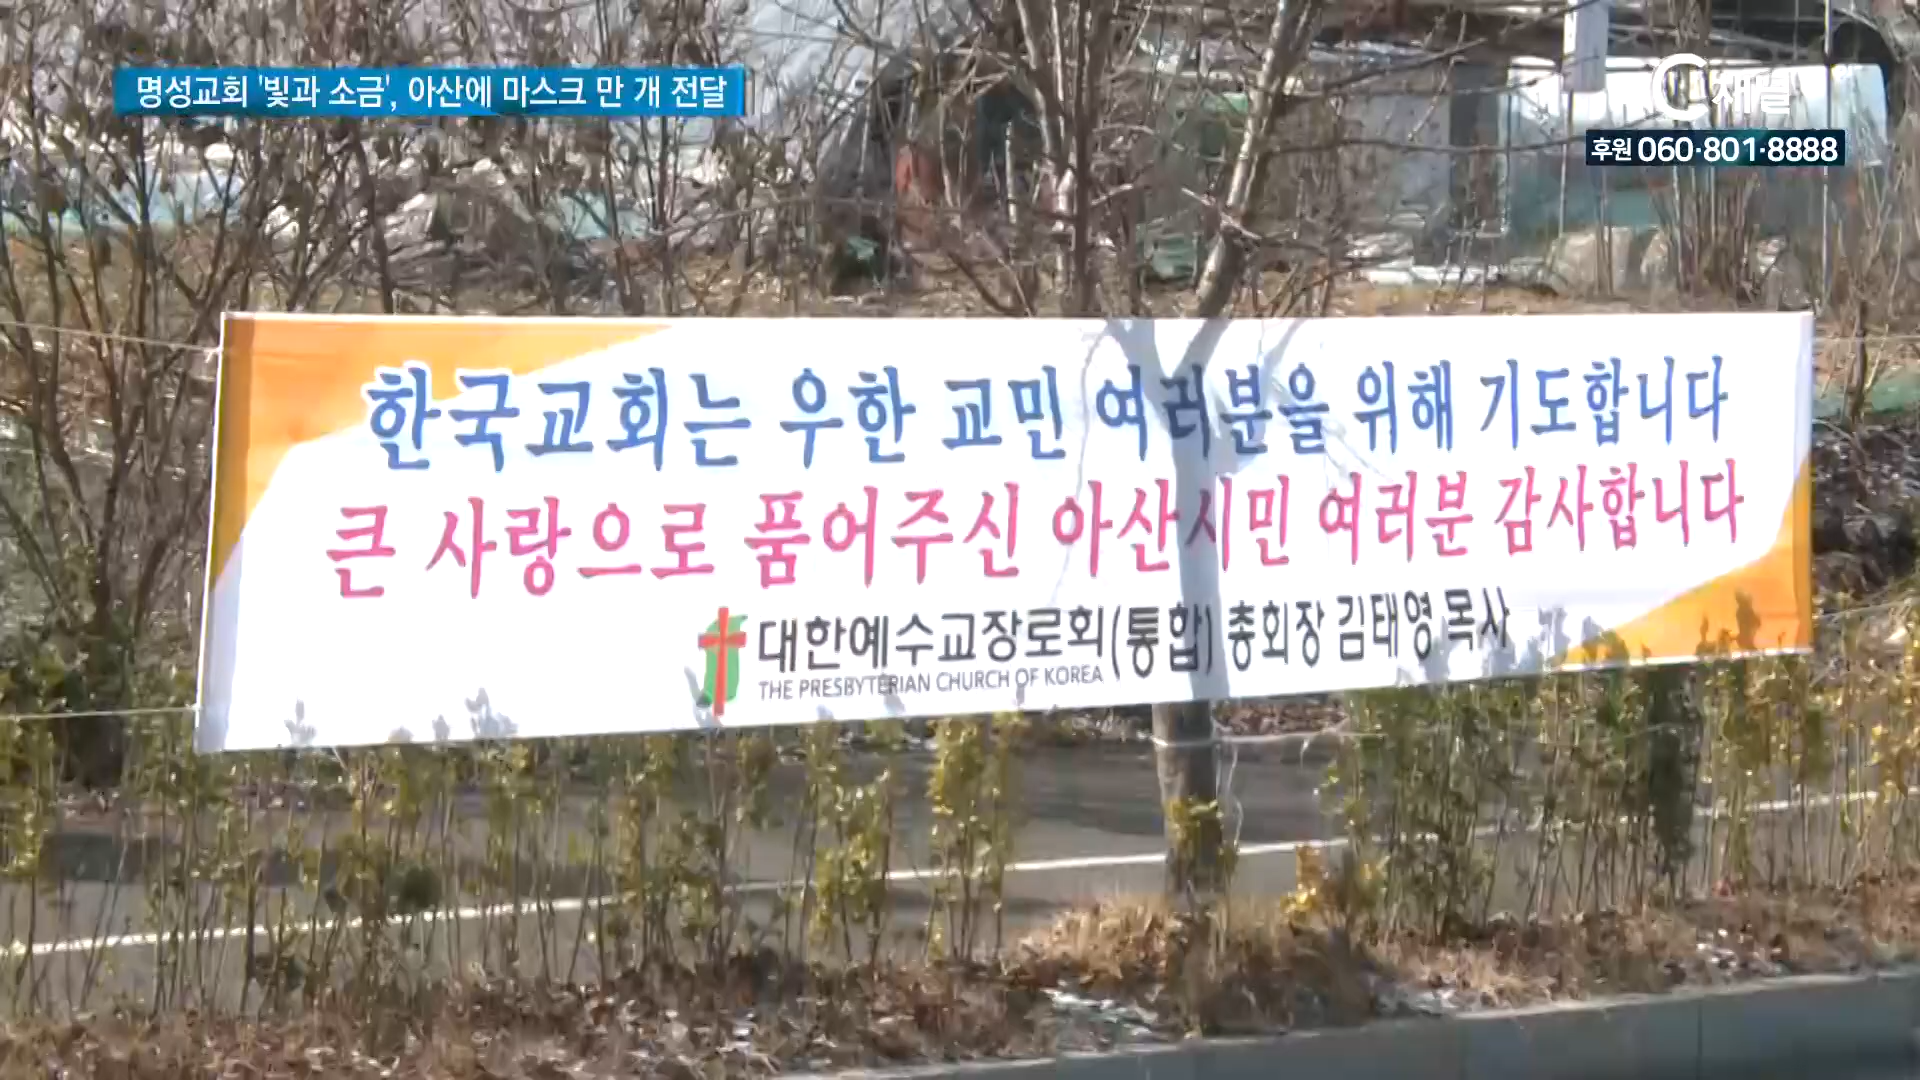 명성교회 '빛과 소금', 아산에 마스크 만 개 전달
C채널
후원 060·801·8888
한국교회는 우한 교민 여러분을 위해 기도합니다
큰 사랑으로 품어주신 아산시민 여러분 감사합니다
대한예수교장로회(통합) 총회장 김태영 목사
THE PRESBYTERIAN CHURCH OF KOREA